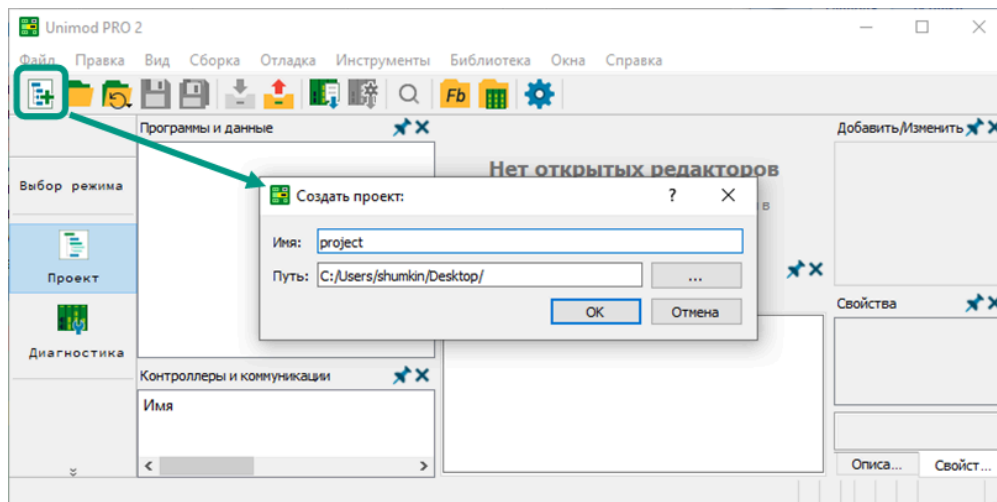 Unimod PRO 2
Файл Правка Вид Сборка Отладка Инструменты Библиотека Окна Справка
Fb
Программы и данные
Добавить/Изменить
Нет открытых редакторов
Выбор режима
Создать проект:
?
в
Имя: project
Проект
Путь: C:/Users/shumkin/Desktop/
...
Свойства
OK Отмена
Диагностика
Контроллеры и коммуникации
Имя
Описа... Свойст...